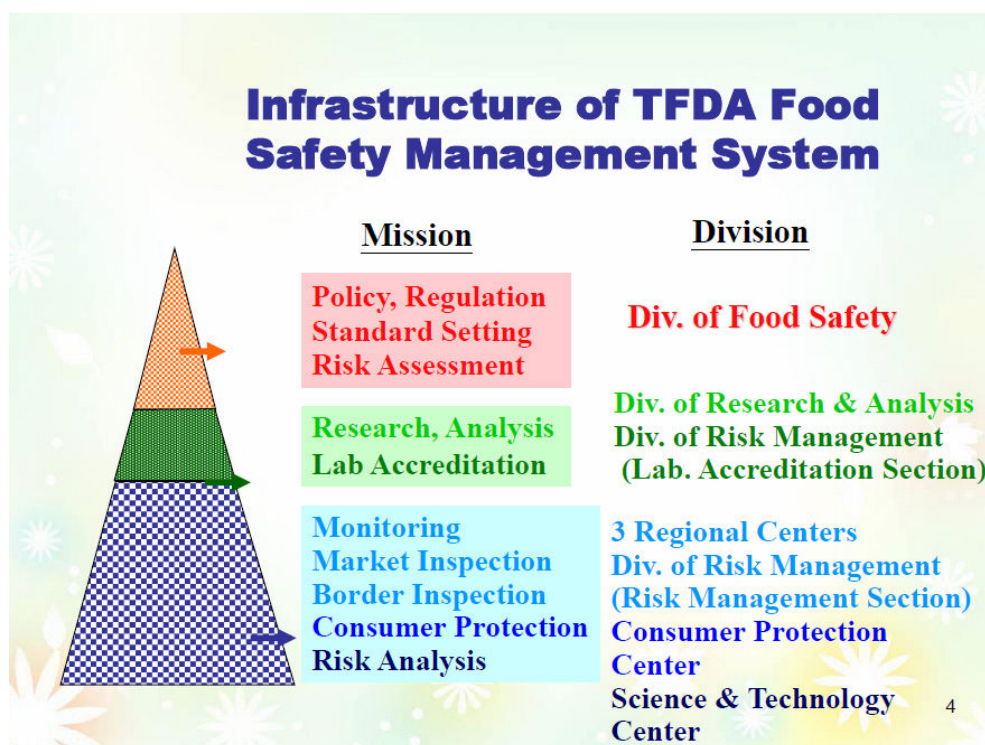 Infrastructure of TFDA Food
Safety Management System
Mission
Policy, Regulation
Standard Setting
Risk Assessment
Research, Analysis
Lab Accreditation
Monitoring
Market Inspection
Border Inspection
Consumer Protection
Risk Analysis
Division
Div. of Food Safety
Div. of Research & Analysis
Div. of Risk Management
(Lab. Accreditation Section)
3 Regional Centers
Div. of Risk Management
(Risk Management Section)
Consumer Protection
Center
Science & Technology
Center
4